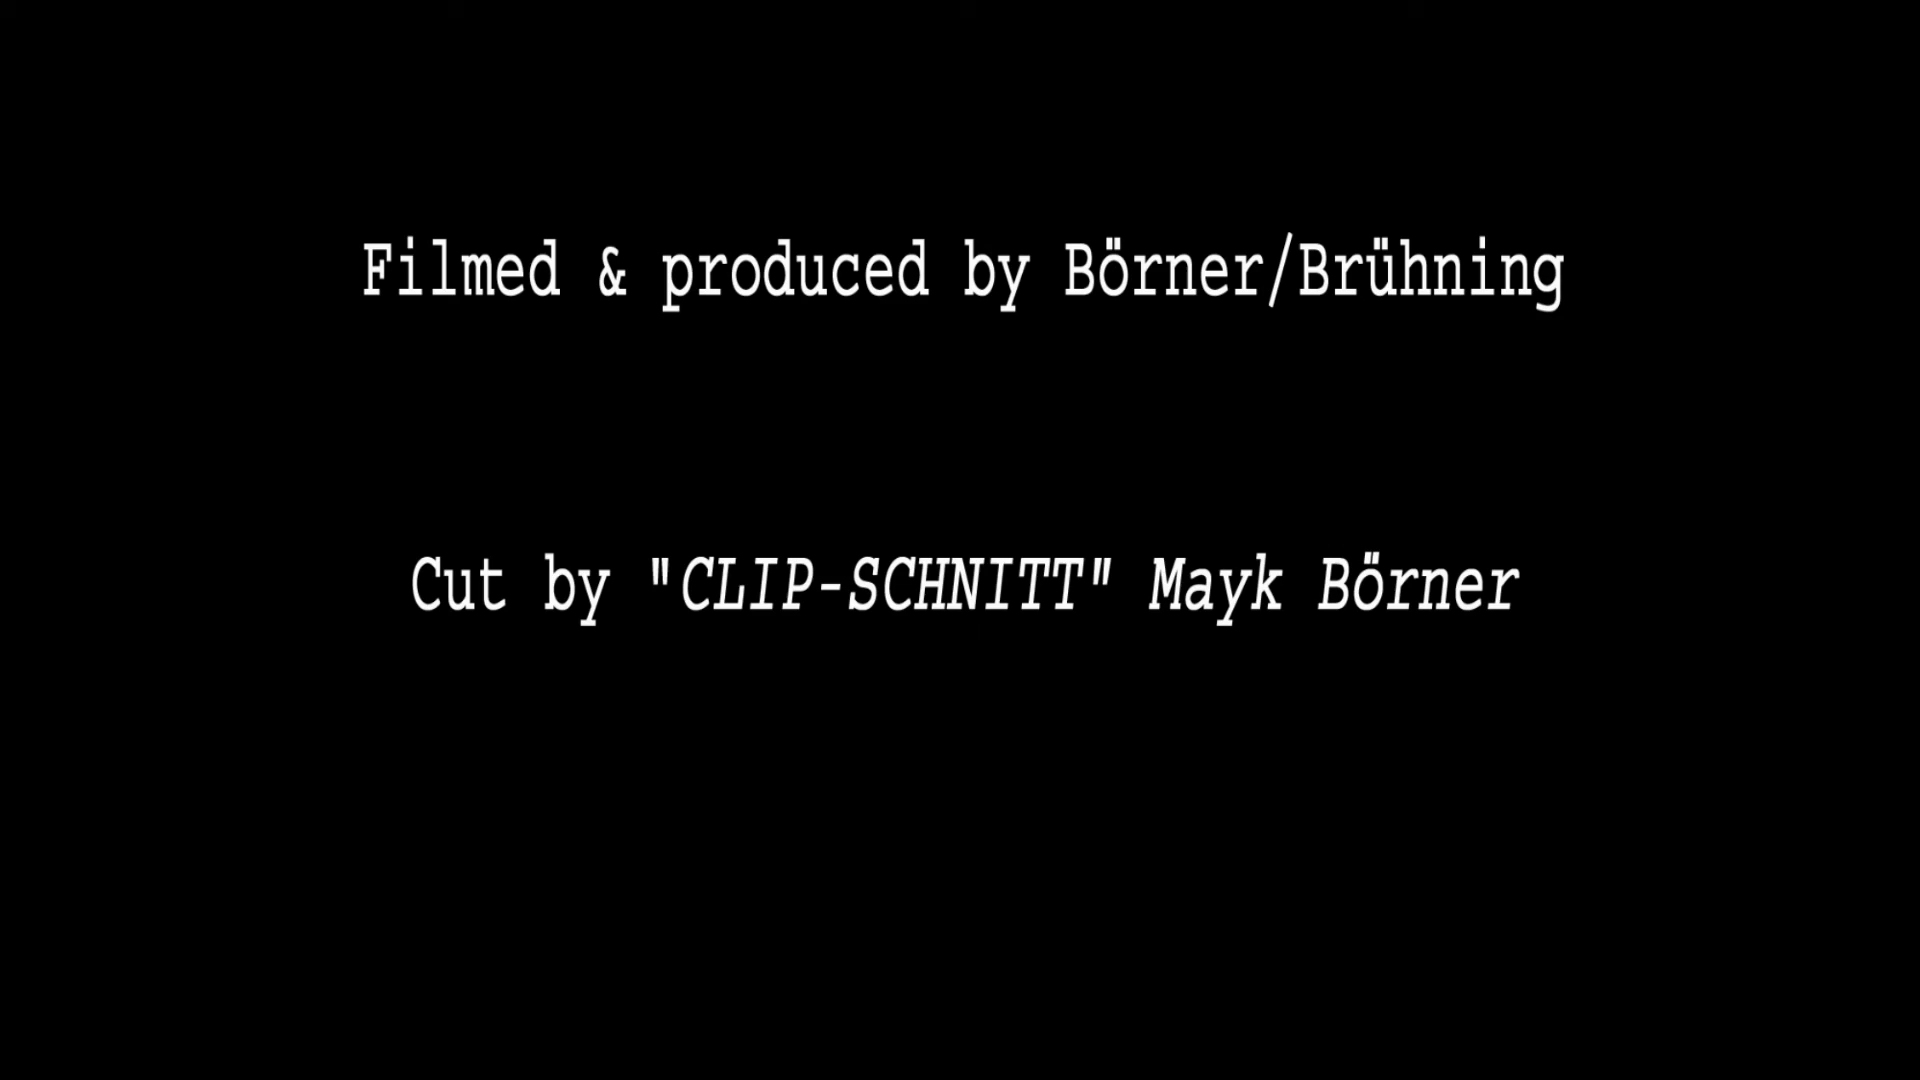 Filmed & produced by Börner/Brühning
Cut by "CLIP-SCHNITT" Mayk Börner